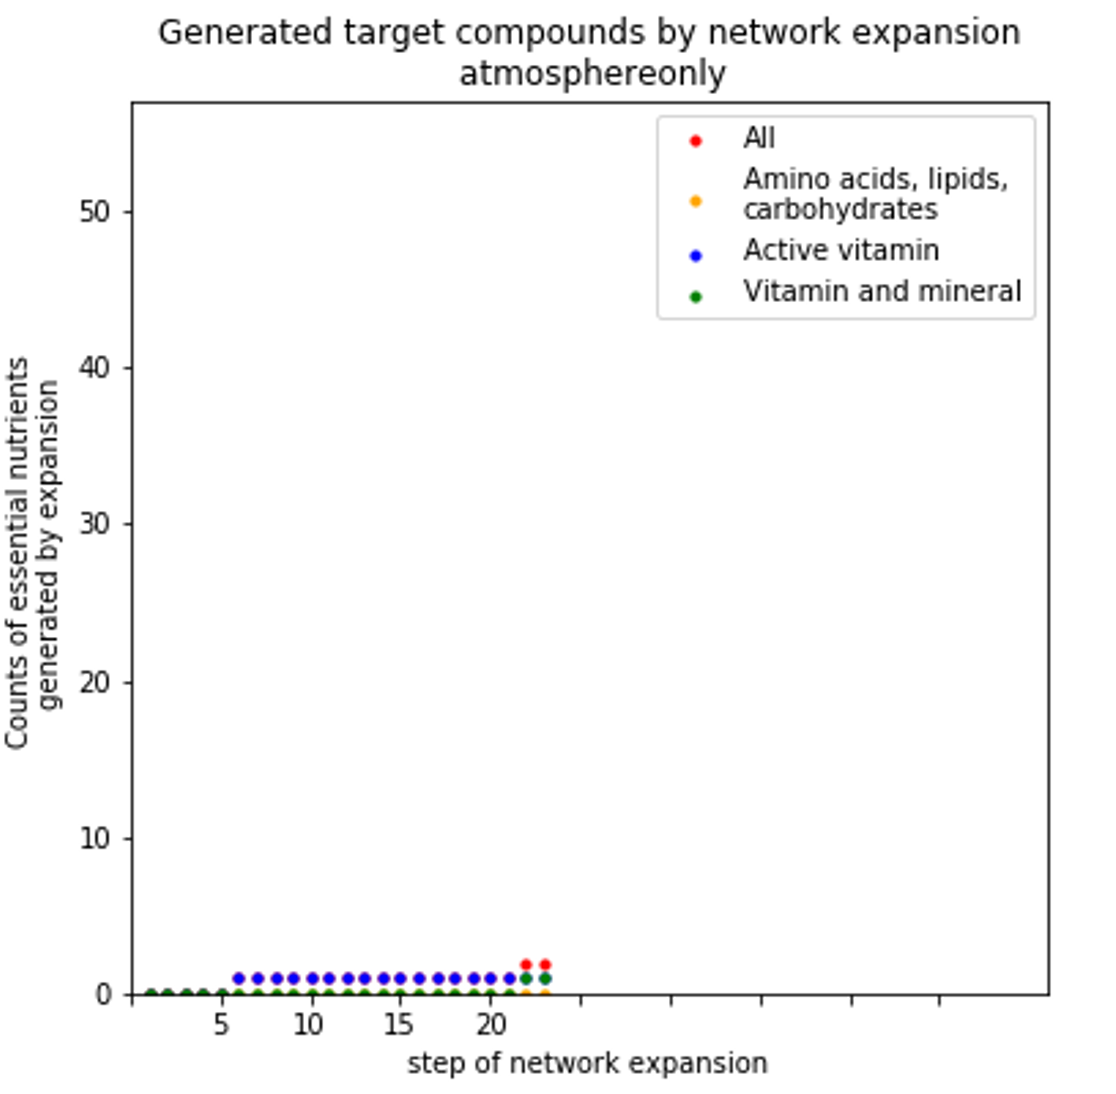 Generated target compounds by network expansion
atmosphereonly
All
Amino acids, lipids,
carbohydrates
Active vitamin
Vitamin and mineral
Counts of essential nutrients
generated by expansion
50
40
30
20
10
0
5 10 15 20
step of network expansion